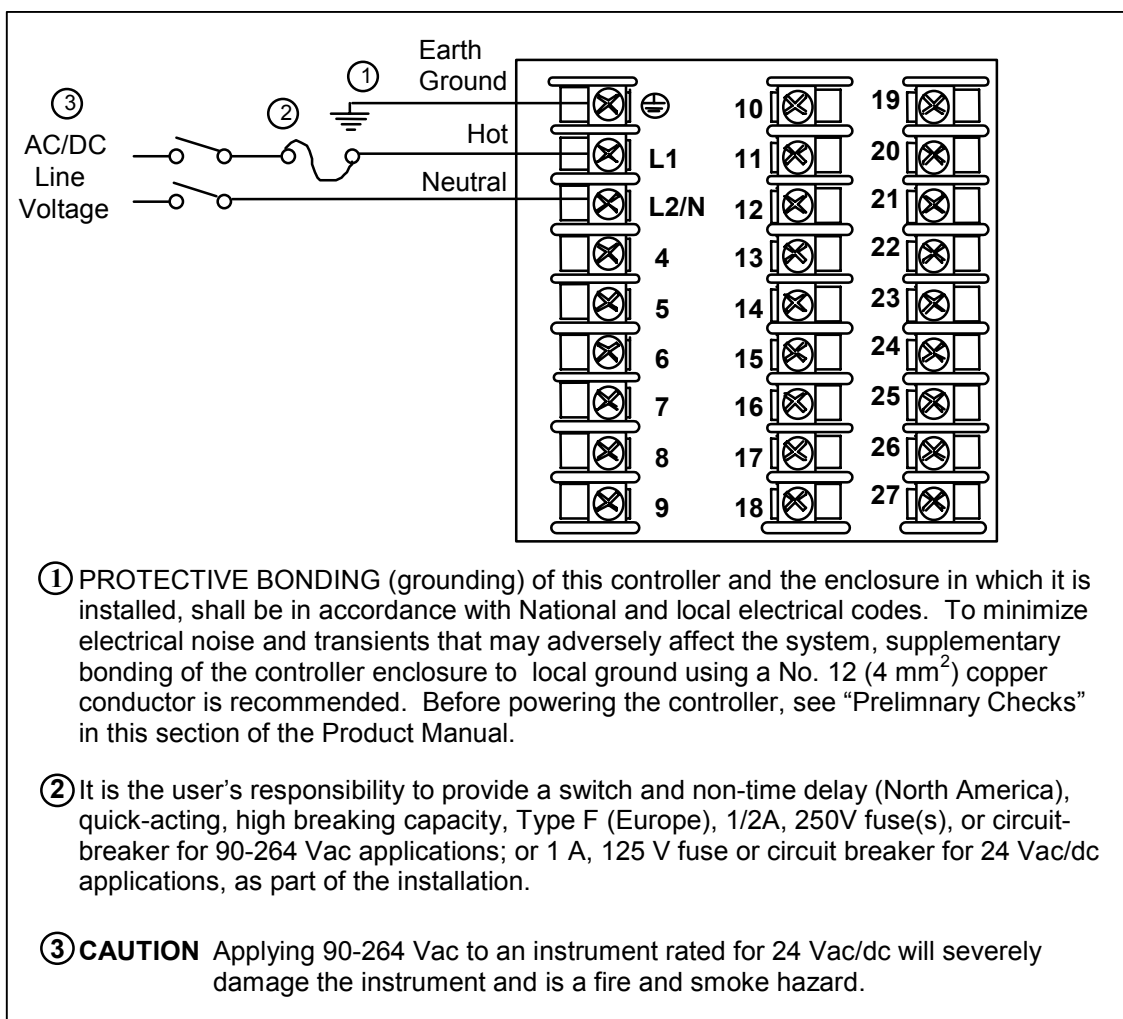 Earth
Ground
①
③
②
AC/DC
Line
Voltage
Hot
Neutral
L1
L2/N
4
5
6
7
8
9
10
11
12
13
14
15
16
17
18
19
20
21
22
23
24
25
26
27
① PROTECTIVE BONDING (grounding) of this controller and the enclosure in which it is
installed, shall be in accordance with National and local electrical codes. To minimize
electrical noise and transients that may adversely affect the system, supplementary
bonding of the controller enclosure to local ground using a No. 12 (4 mm²) copper
conductor is recommended. Before powering the controller, see “Prelimnary Checks”
in this section of the Product Manual.
② It is the user’s responsibility to provide a switch and non-time delay (North America),
quick-acting, high breaking capacity, Type F (Europe), 1/2A, 250V fuse(s), or circuit-
breaker for 90-264 Vac applications; or 1 A, 125 V fuse or circuit breaker for 24 Vac/dc
applications, as part of the installation.
③ CAUTION Applying 90-264 Vac to an instrument rated for 24 Vac/dc will severely
damage the instrument and is a fire and smoke hazard.